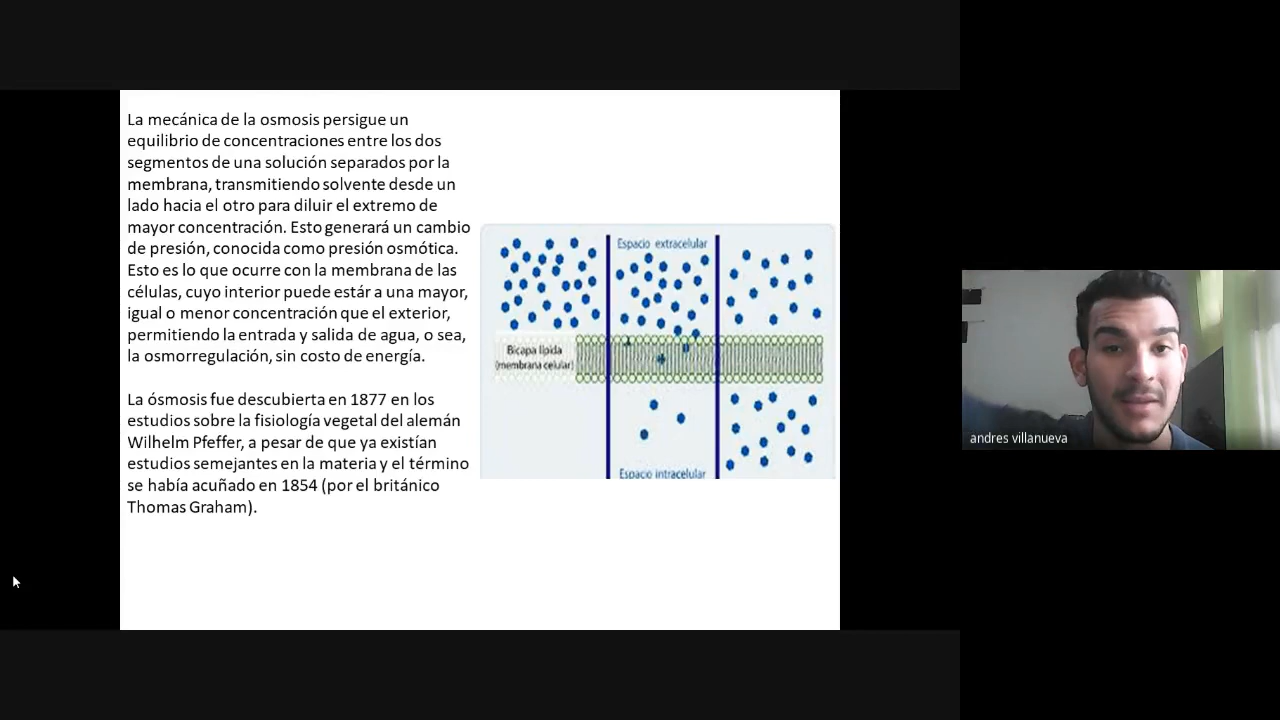 La mecánica de la osmosis persigue un
equilibrio de concentraciones entre los dos
segmentos de una solución separados por la
membrana, transmitiendo solvente desde un
lado hacia el otro para diluir el extremo de
mayor concentración. Esto generará un cambio
de presión, conocida como presión osmótica.
Esto es lo que ocurre con la membrana de las
células, cuyo interior puede estár a una mayor,
igual o menor concentración que el exterior,
permitiendo la entrada y salida de agua, o sea,
la osmorregulación, sin costo de energía.
La ósmosis fue descubierta en 1877 en los
estudios sobre la fisiología vegetal del alemán
Wilhelm Pfeffer, a pesar de que ya existían
estudios semejantes en la materia y el término
se había acuñado en 1854 (por el británico
Thomas Graham).
Espacio extracelular
Bicapa lípida
(membrana celular)
Espacio intracelular
andres villanueva